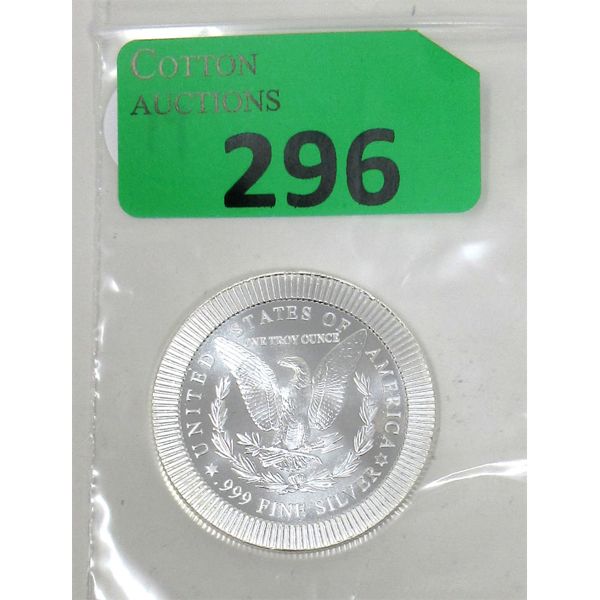 COTTON
AUCTIONS
296
UNITED STATES OF AMERICA
ONE TROY OUNCE
.999 FINE SILVER